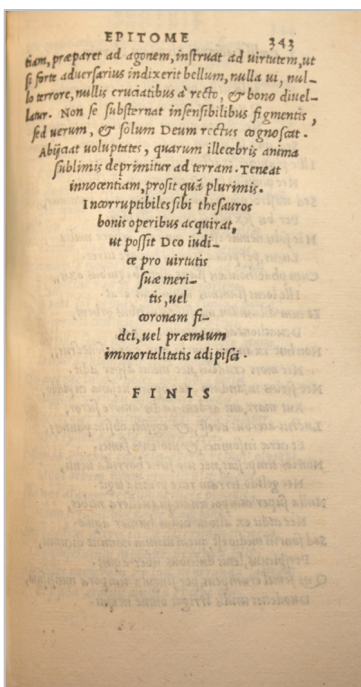 EPITOME 343
tiam, præparet ad agonem, instruat ad uirtutem, ut
si forte aduersarius indixerit bellum, nulla ui, nul-
lo terrore, nullis cruciatibus à recto, & bono diuel-
latur. Non se substernat insensibilibus figmentis,
sed uerum, & solum Deum rectus cognoscat.
Abijciat uoluptates, quarum illecebris anima
sublimis deprimitur ad terram. Teneat
innocentiam, prosit quã plurimis.
Incorruptibiles sibi thesauros
bonis operibus acquirat,
ut possit Deo iudi-
ce pro uirtutis
suæ meri-
tis, uel
coronam fi-
dei, uel præmium
immortalitatis adipisci.
FINIS